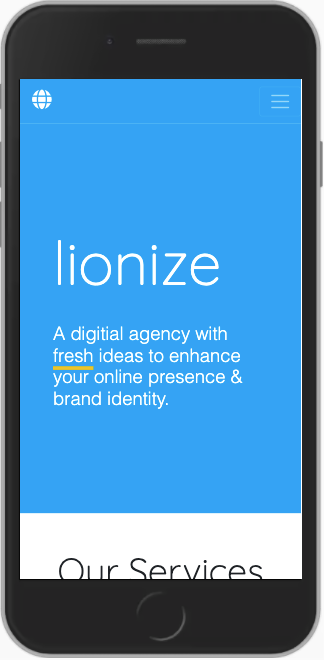 lionize
A digitial agency with
fresh ideas to enhance
your online presence &
brand identity.
Our Services